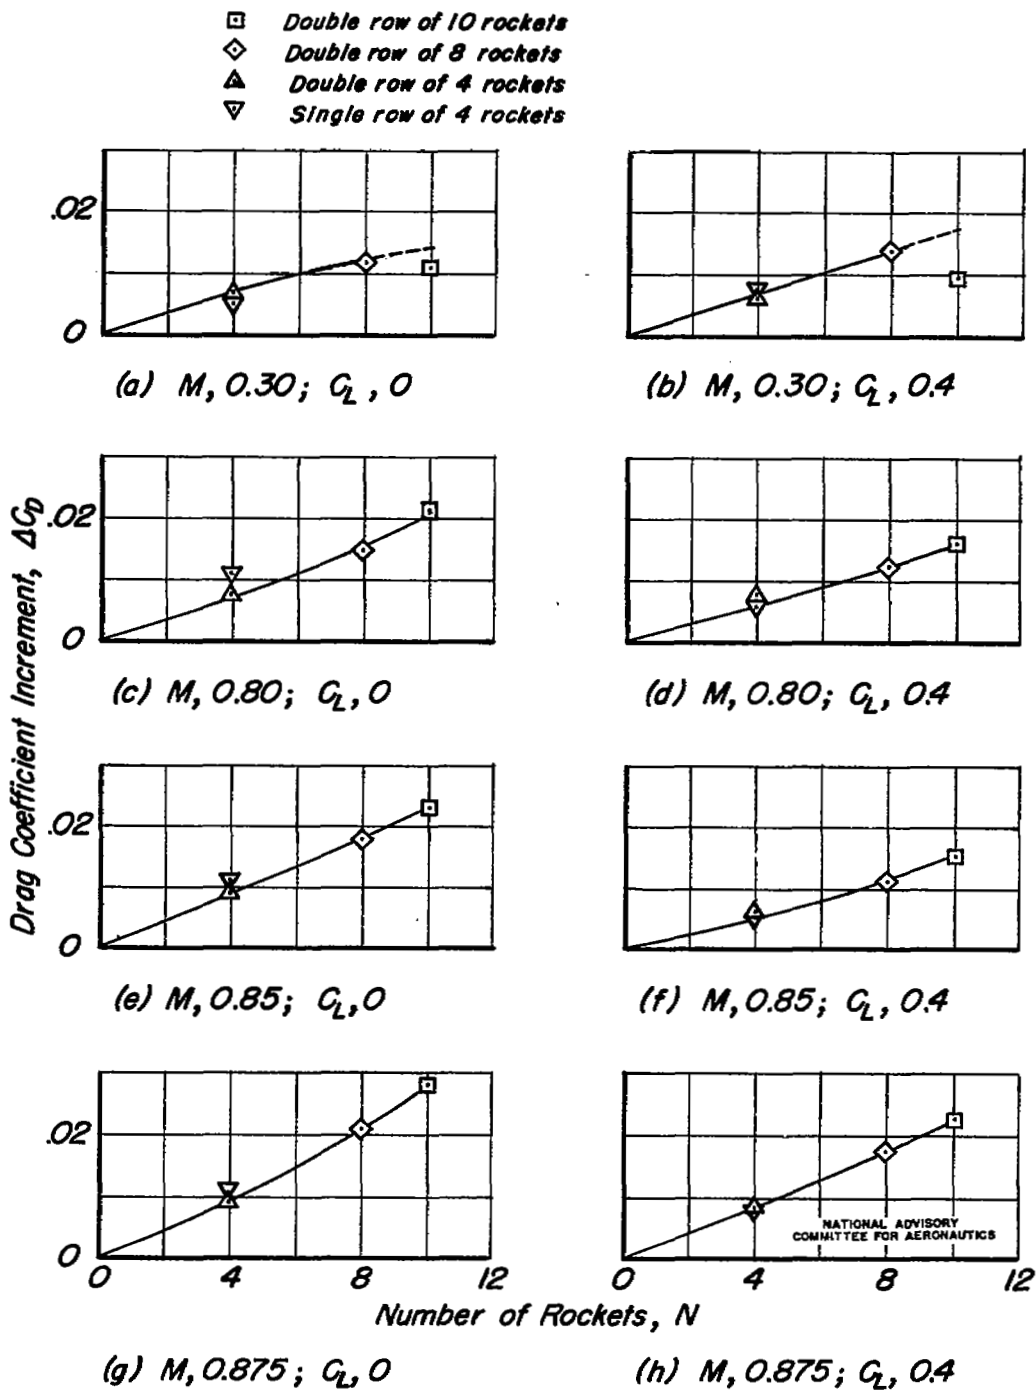 Double row of 10 rockets
Double row of 8 rockets
Double row of 4 rockets
Single row of 4 rockets
.02
0
(a) M, 0.30; CL, 0
(b) M, 0.30; CL, 0.4
.02
0
(c) M, 0.80; CL, 0
(d) M, 0.80; CL, 0.4
Drag Coefficient Increment, ΔCD
.02
0
(e) M, 0.85; CL, 0
(f) M, 0.85; CL, 0.4
.02
0
NATIONAL ADVISORY
COMMITTEE FOR AERONAUTICS
0 4 8 12
0 4 8 12
Number of Rockets, N
(g) M, 0.875; CL, 0
(h) M, 0.875; CL, 0.4